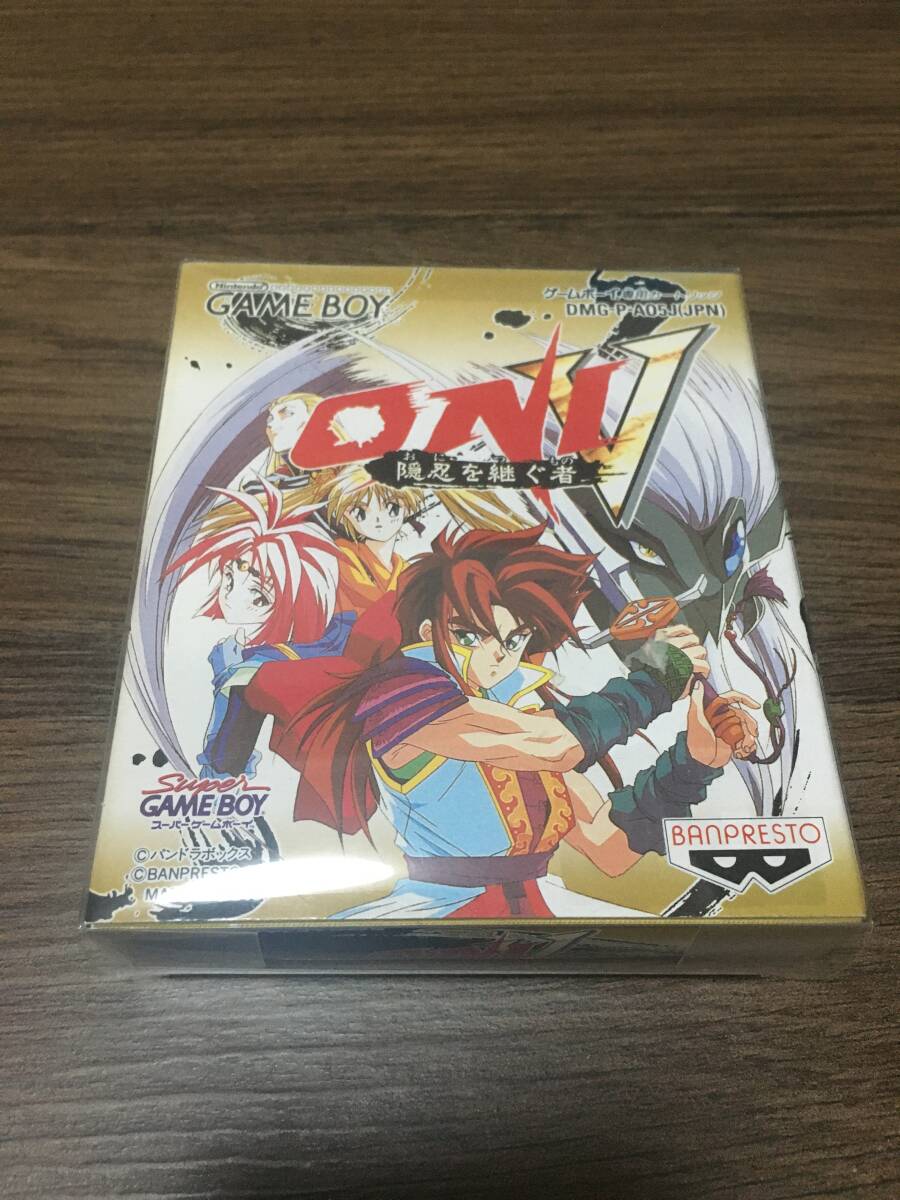 Nintendo
GAME BOY
ゲームボーイ専用カートリッジ
DMG-P-AO5J(JPN)
ONI V
おに つ もの
隠忍を継ぐ者
Super
GAME BOY
スーパーゲームボーイ
©パンドラボックス
©BANPRESTO
BANPRESTO